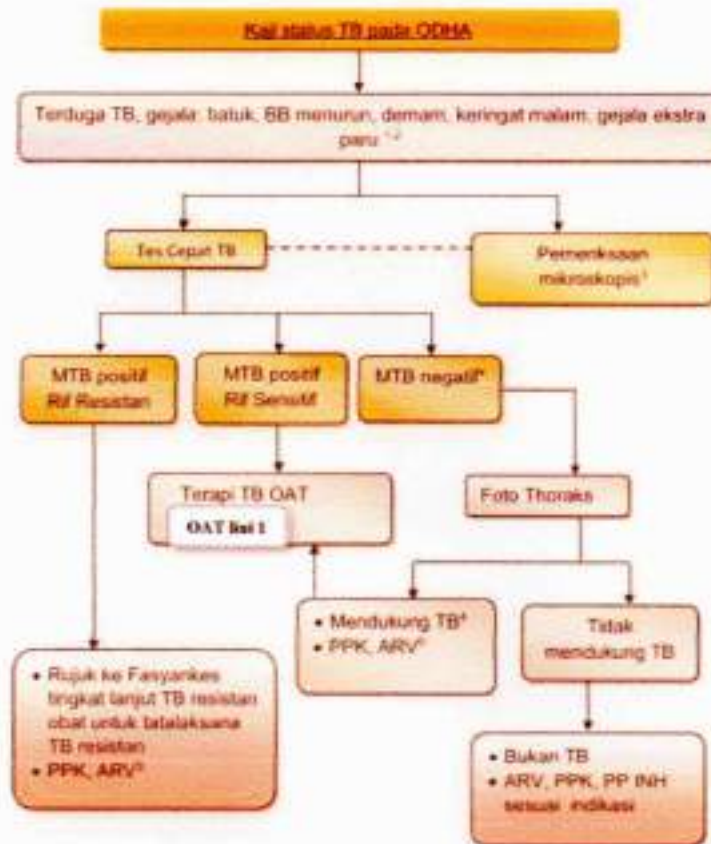 Kaji status TB pada ODHA
Terduga TB, gejala: batuk, BB menurun, demam, keringat malam, gejala ekstra
paru 1,2
Tes Cepat TB
Pemeriksaan
mikroskopis
MTB positif
Rif Resistan
MTB positif
Rif Sensitif
MTB negatif*
Terapi TB OAT
OAT lini 1
Foto Thoraks
• Mendukung TB
• PPK, ARV
Tidak
mendukung TB
• Rujuk ke Fasyankes
tingkat lanjut TB resistan
obat untuk tatalaksana
TB resistan
• PPK, ARV
• Bukan TB
• ARV, PPK, PP INH
sesuai indikasi